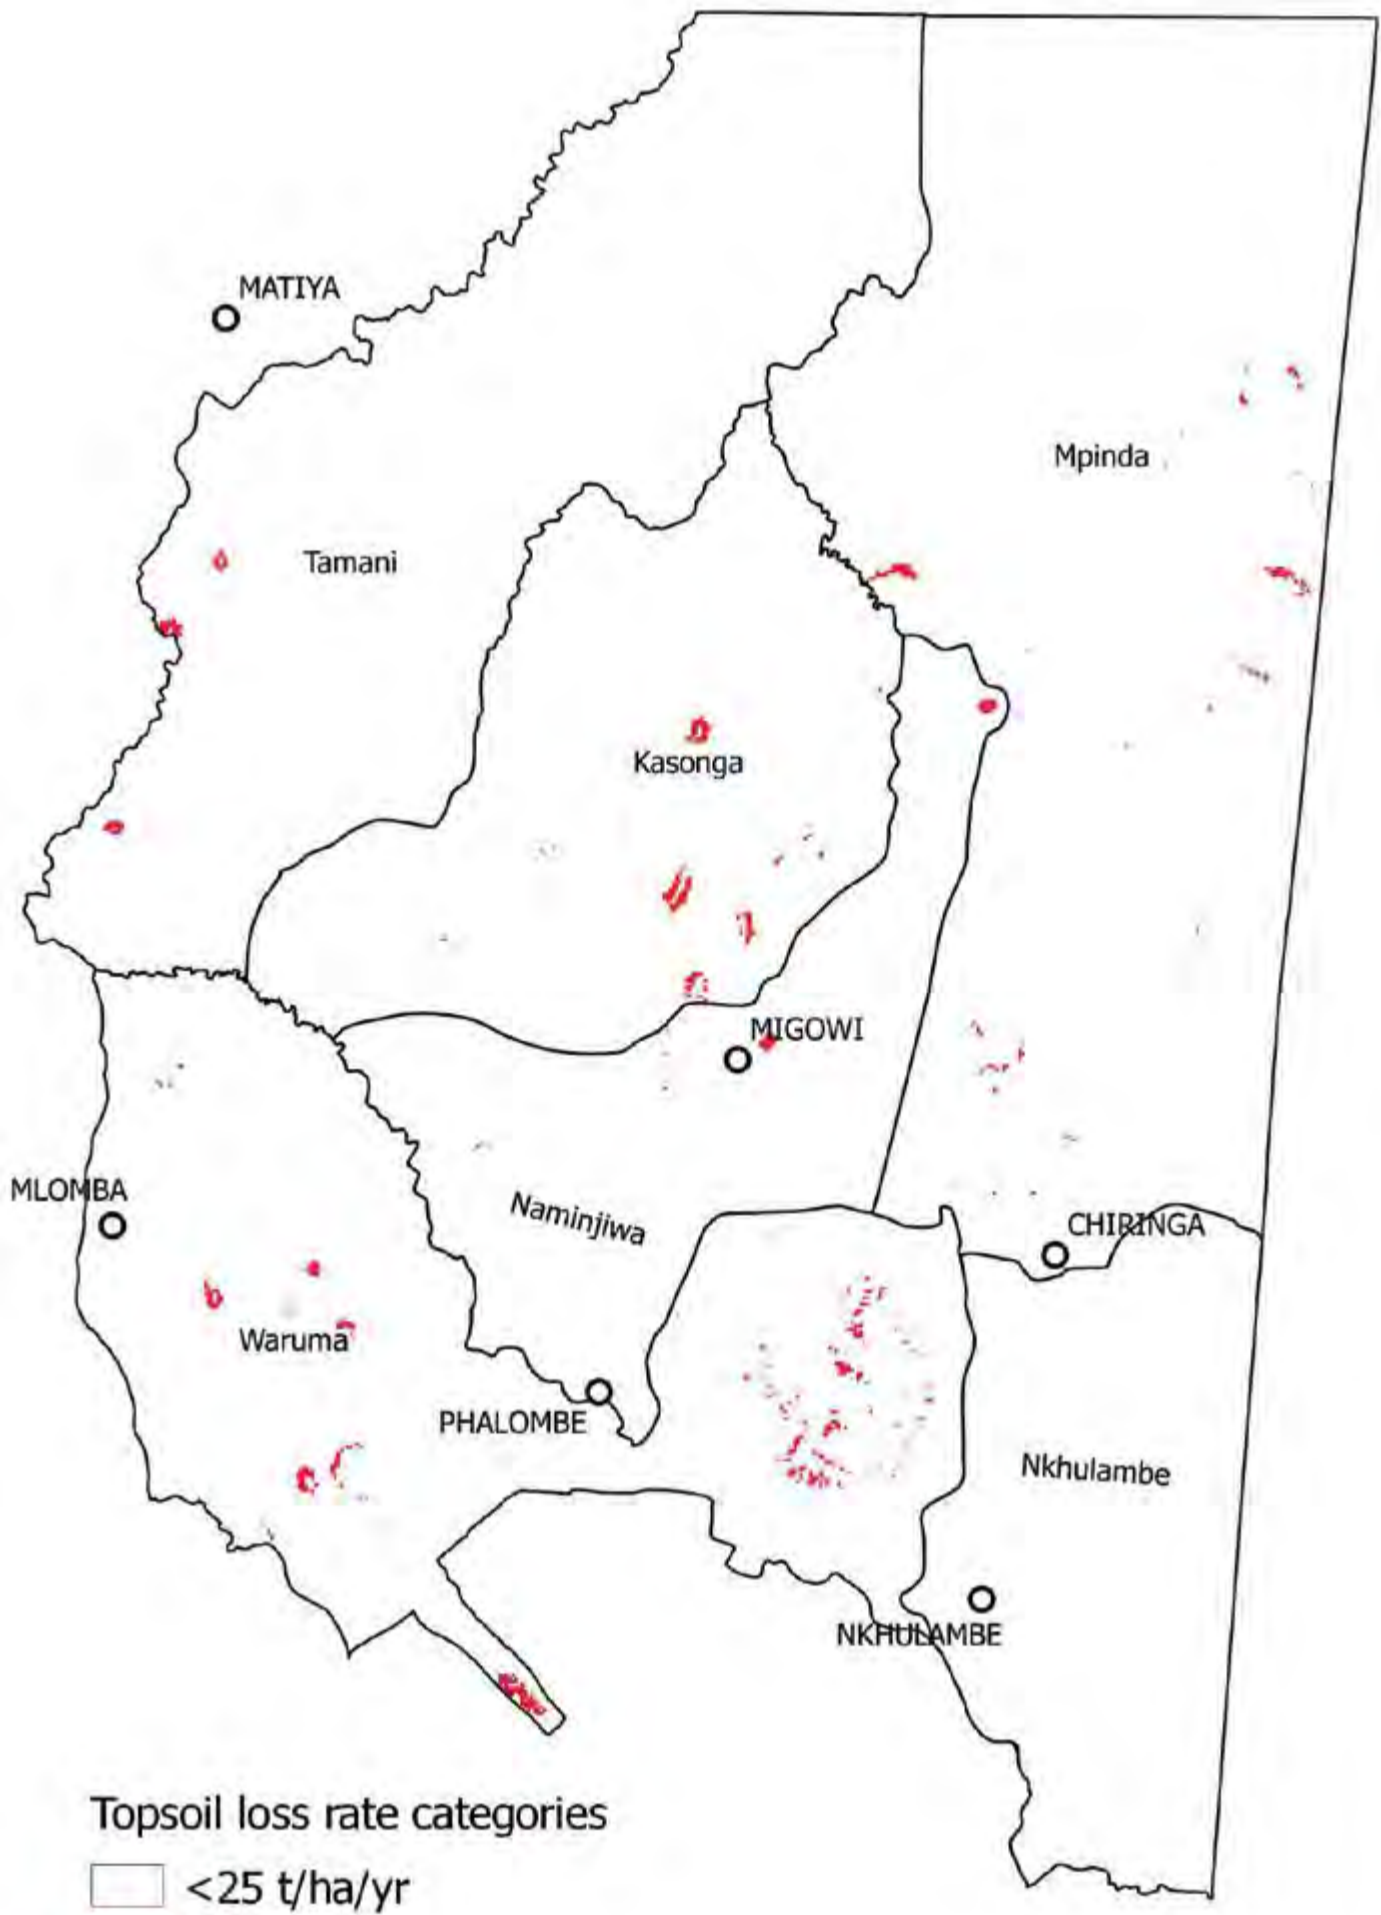 MATIYA
Mpinda
Tamani
Kasonga
MIGOWI
MLOMBA
Naminjiwa
CHIRINGA
Waruma
PHALOMBE
Nkhulambe
NKHULAMBE
Topsoil loss rate categories
<25 t/ha/yr